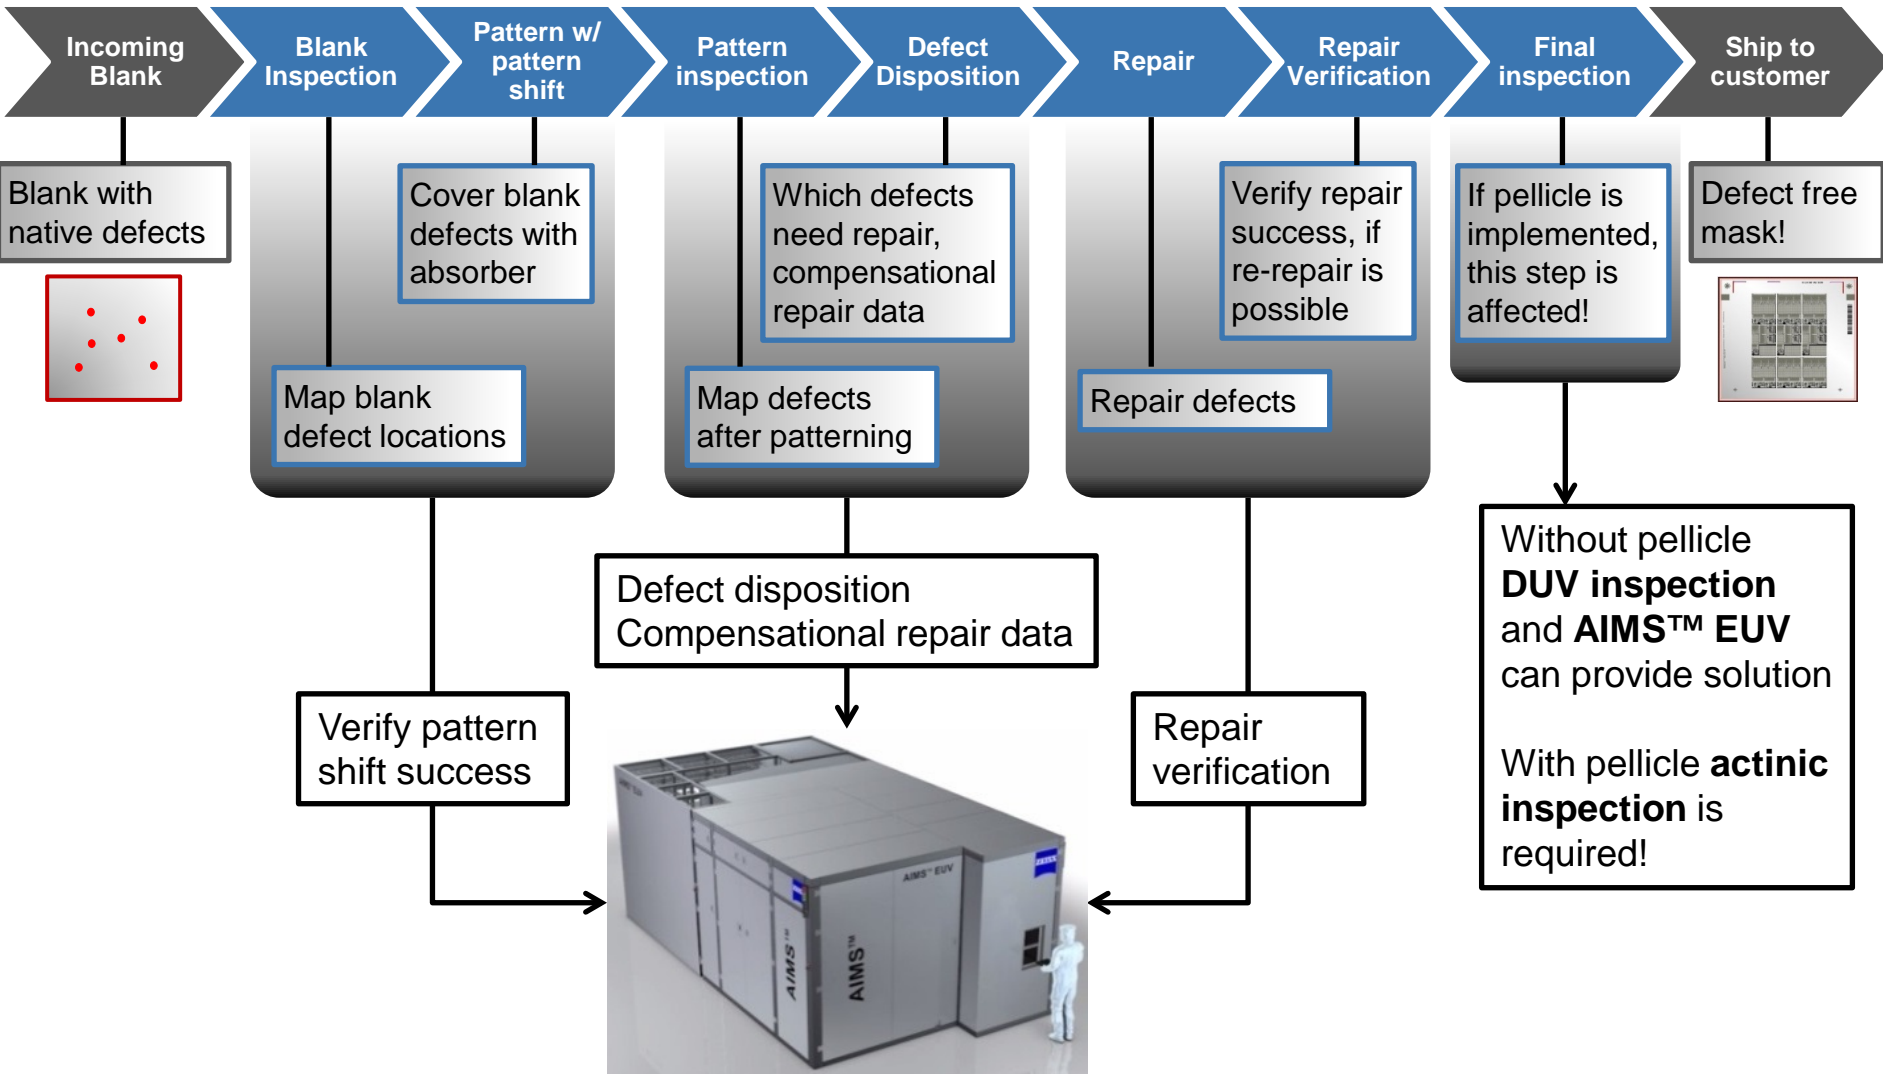 Incoming
Blank
Blank
Inspection
Pattern w/
pattern
shift
Pattern
inspection
Defect
Disposition
Repair
Repair
Verification
Final
inspection
Ship to
customer
Blank with
native defects
Map blank
defect locations
Cover blank
defects with
absorber
Map defects
after patterning
Which defects
need repair,
compensational
repair data
Repair defects
Verify repair
success, if
re-repair is
possible
If pellicle is
implemented,
this step is
affected!
Defect free
mask!
Verify pattern
shift success
Defect disposition
Compensational repair data
Repair
verification
Without pellicle
DUV inspection
and AIMS™ EUV
can provide solution
With pellicle actinic
inspection is
required!
AIMS™ EUV
ZEISS
AIMS™
AIMS™